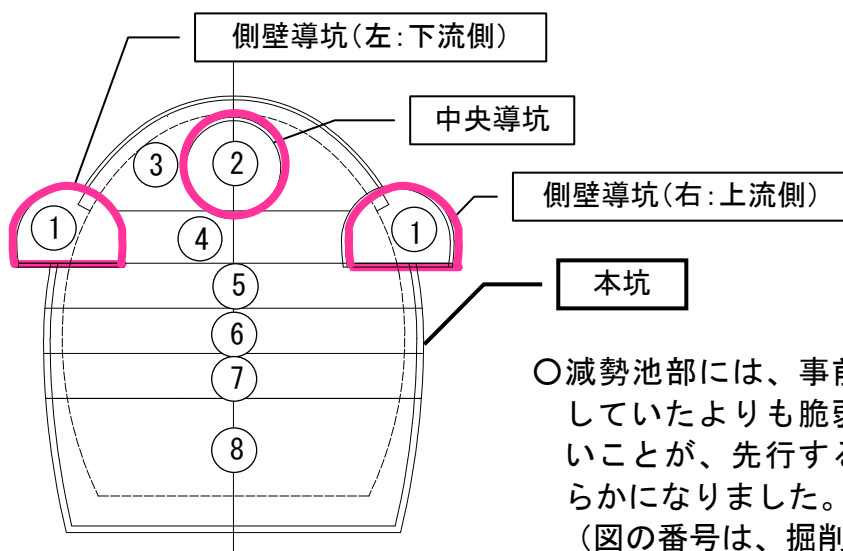 側壁導坑(左:下流側)
中央導坑
③
②
側壁導坑(右:上流側)
①
①
④
⑤
本坑
⑥
⑦
⑧
〇減勢池部には、事前
していたよりも脆弱
いことが、先行する
らかになりました。
(図の番号は、掘削